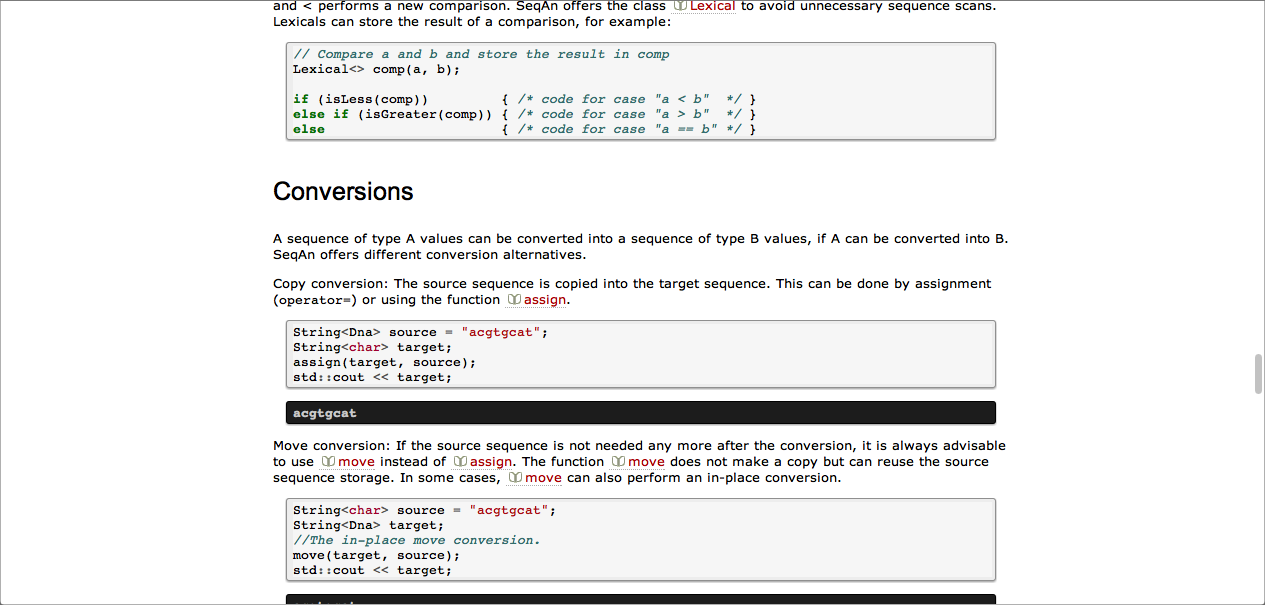 and < performs a new comparison. SeqAn offers the class Lexical to avoid unnecessary sequence scans.
Lexicals can store the result of a comparison, for example:
// Compare a and b and store the result in comp
Lexical<> comp(a, b);
if (isLess(comp))         { /* code for case "a < b"  */ }
else if (isGreater(comp)) { /* code for case "a > b"  */ }
else                      { /* code for case "a == b" */ }
Conversions
A sequence of type A values can be converted into a sequence of type B values, if A can be converted into B.
SeqAn offers different conversion alternatives.
Copy conversion: The source sequence is copied into the target sequence. This can be done by assignment
(operator=) or using the function assign.
String<Dna> source = "acgtgcat";
String<char> target;
assign(target, source);
std::cout << target;
acgtgcat
Move conversion: If the source sequence is not needed any more after the conversion, it is always advisable
to use move instead of assign. The function move does not make a copy but can reuse the source
sequence storage. In some cases, move can also perform an in-place conversion.
String<char> source = "acgtgcat";
String<Dna> target;
//The in-place move conversion.
move(target, source);
std::cout << target;